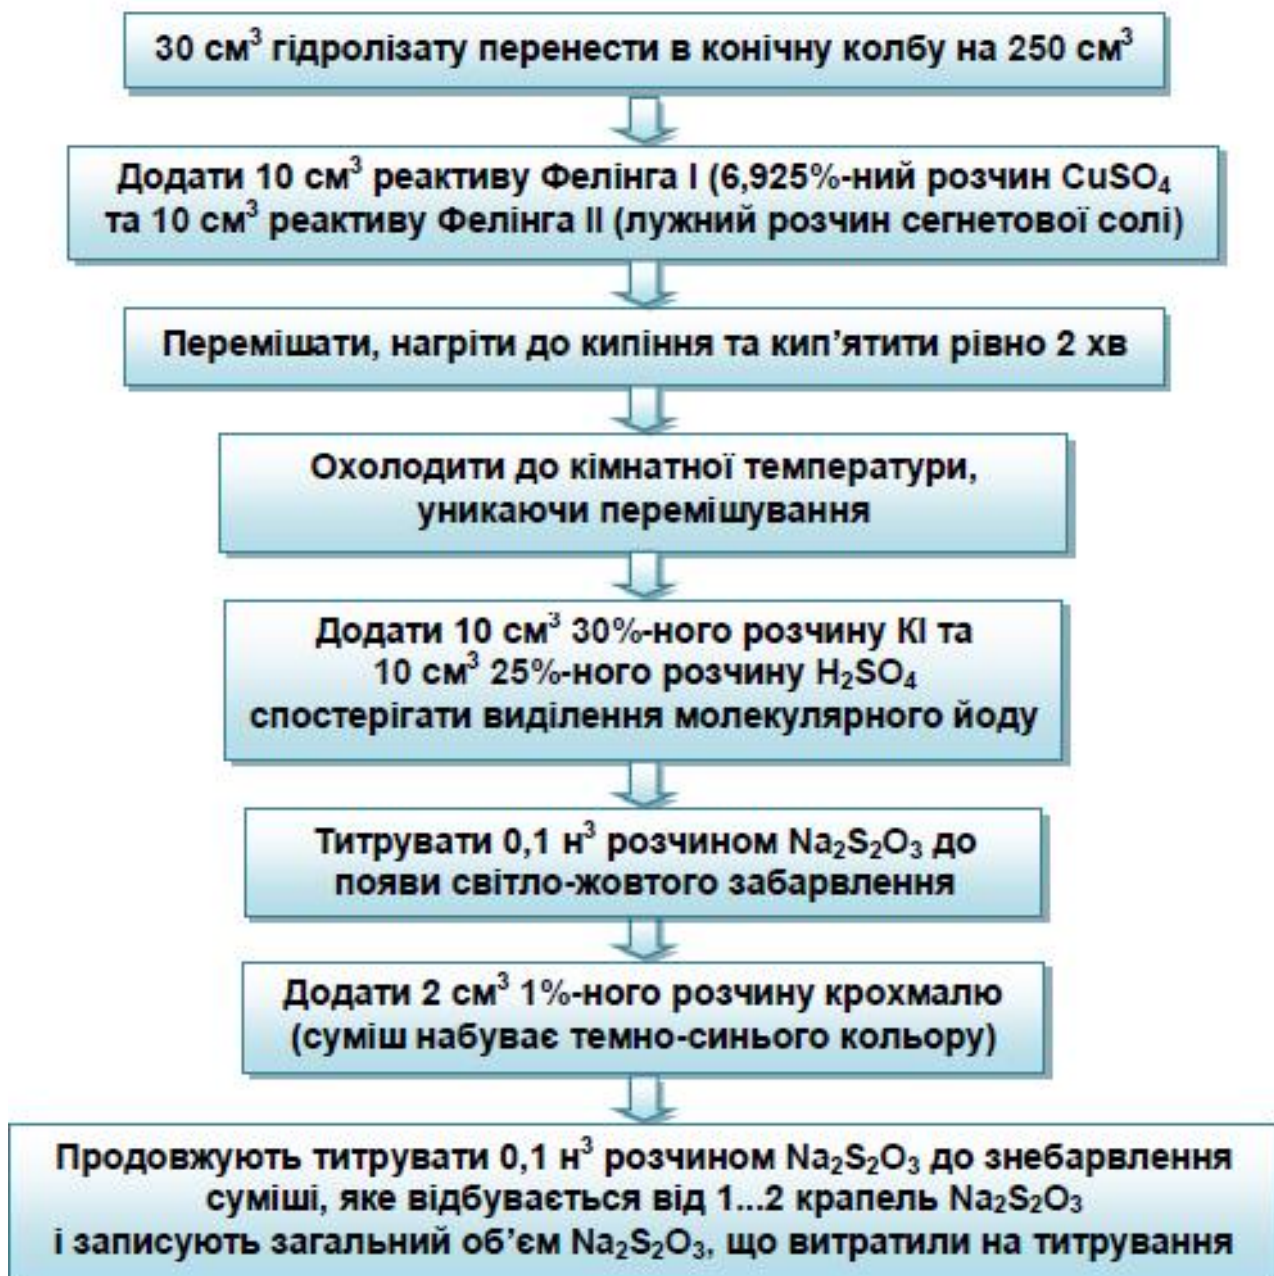 30 см³ гідролізату перенести в конічну колбу на 250 см³
Додати 10 см³ реактиву Фелінга І (6,925%-ний розчин CuSO₄
та 10 см³ реактиву Фелінга ІІ (лужний розчин сегнетової солі)
Перемішати, нагріти до кипіння та кип’ятити рівно 2 хв
Охолодити до кімнатної температури,
уникаючи перемішування
Додати 10 см³ 30%-ного розчину КІ та
10 см³ 25%-ного розчину H₂SO₄
спостерігати виділення молекулярного йоду
Титрувати 0,1 н³ розчином Na₂S₂O₃ до
появи світло-жовтого забарвлення
Додати 2 см³ 1%-ного розчину крохмалю
(суміш набуває темно-синього кольору)
Продовжують титрувати 0,1 н³ розчином Na₂S₂O₃ до знебарвлення
суміші, яке відбувається від 1...2 крапель Na₂S₂O₃
і записують загальний об’єм Na₂S₂O₃, що витратили на титрування